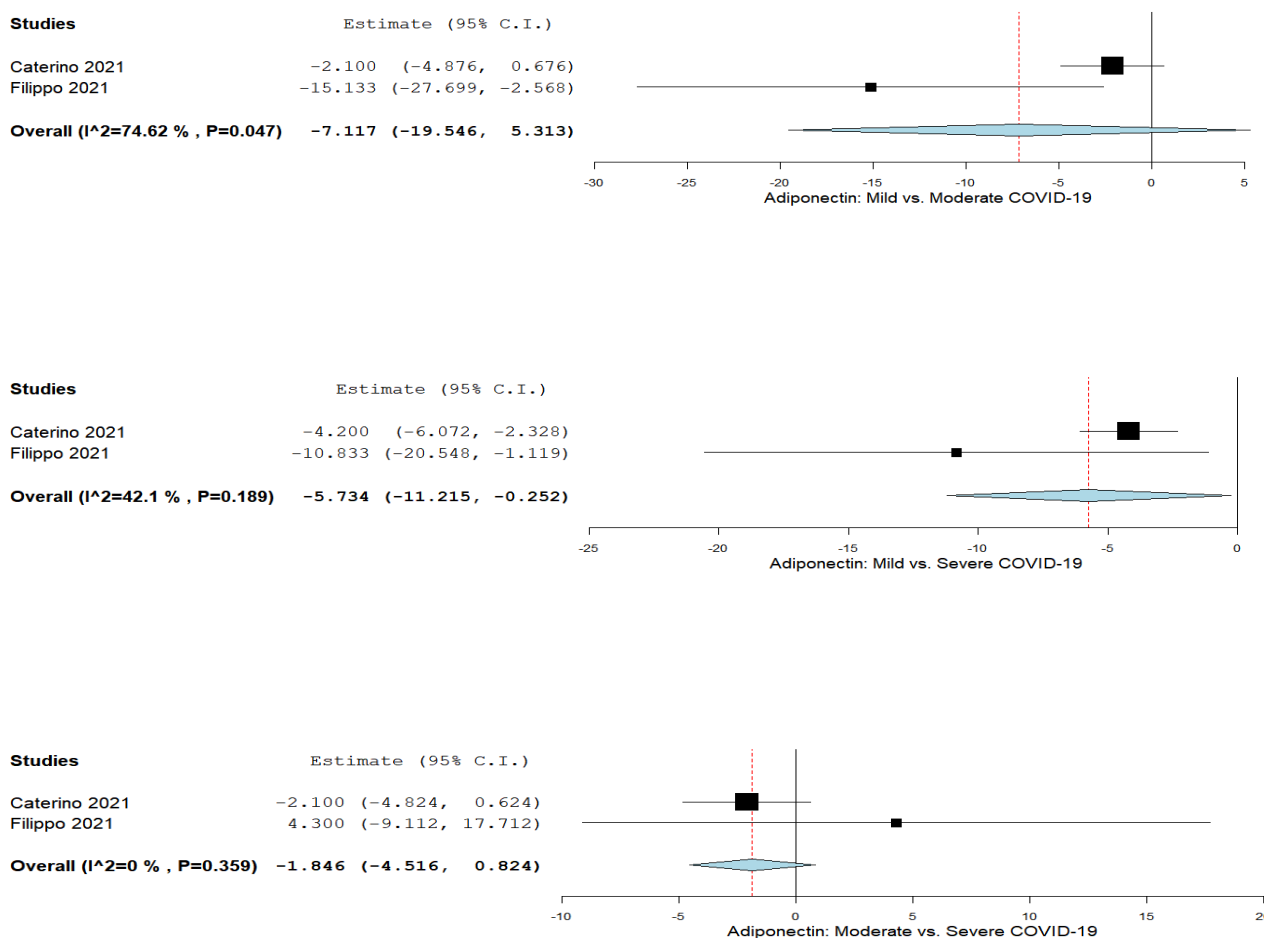 Studies Estimate (95% C.I.)
Caterino 2021 -2.100 (-4.876, 0.676)
Filippo 2021 -15.133 (-27.699, -2.568)
Overall (I^2=74.62 % , P=0.047) -7.117 (-19.546, 5.313)
-30 -25 -20 -15 -10 -5 0 5
Adiponectin: Mild vs. Moderate COVID-19
Studies Estimate (95% C.I.)
Caterino 2021 -4.200 (-6.072, -2.328)
Filippo 2021 -10.833 (-20.548, -1.119)
Overall (I^2=42.1 % , P=0.189) -5.734 (-11.215, -0.252)
-25 -20 -15 -10 -5 0
Adiponectin: Mild vs. Severe COVID-19
Studies Estimate (95% C.I.)
Caterino 2021 -2.100 (-4.824, 0.624)
Filippo 2021 4.300 (-9.112, 17.712)
Overall (I^2=0 % , P=0.359) -1.846 (-4.516, 0.824)
-10 -5 0 5 10 15 20
Adiponectin: Moderate vs. Severe COVID-19